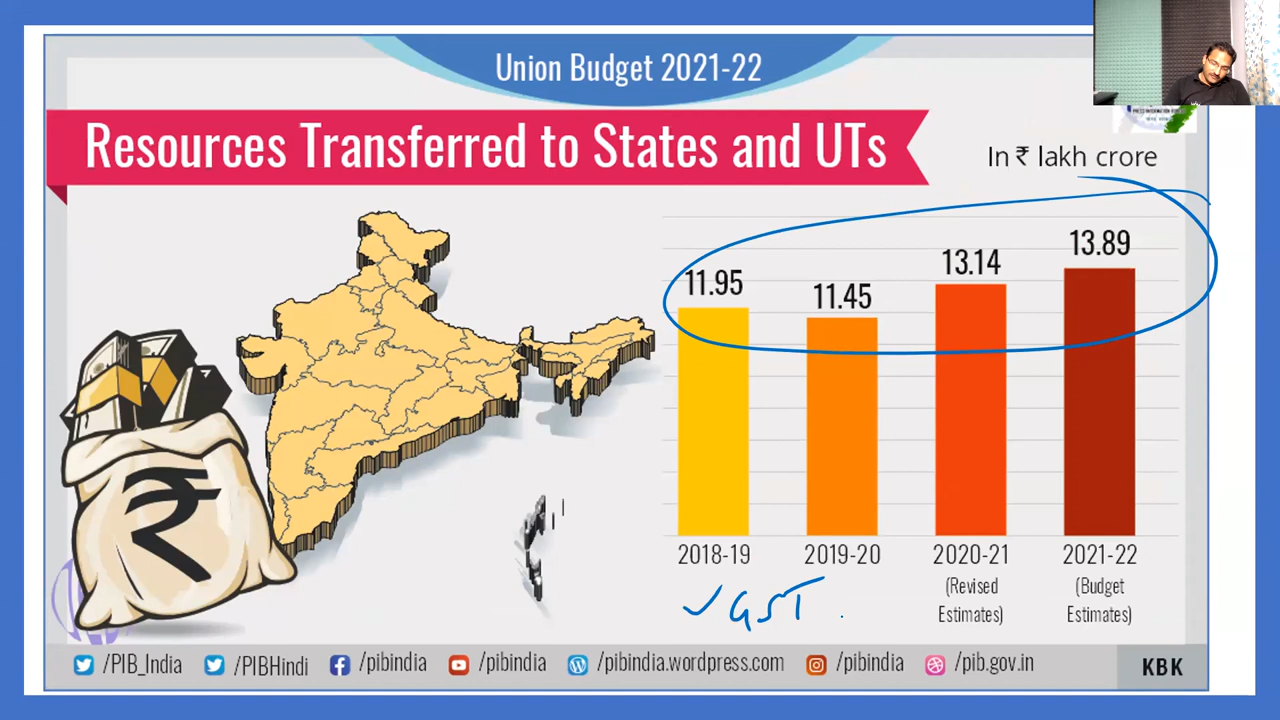 Union Budget 2021-22
Resources Transferred to States and UTs
In ₹ lakh crore
11.95
11.45
13.14
13.89
2018-19
2019-20
2020-21
(Revised
Estimates)
2021-22
(Budget
Estimates)
✓ GST
₹
/PIB_India
/PIBHindi
/pibindia
/pibindia
/pibindia.wordpress.com
/pibindia
/pib.gov.in
KBK